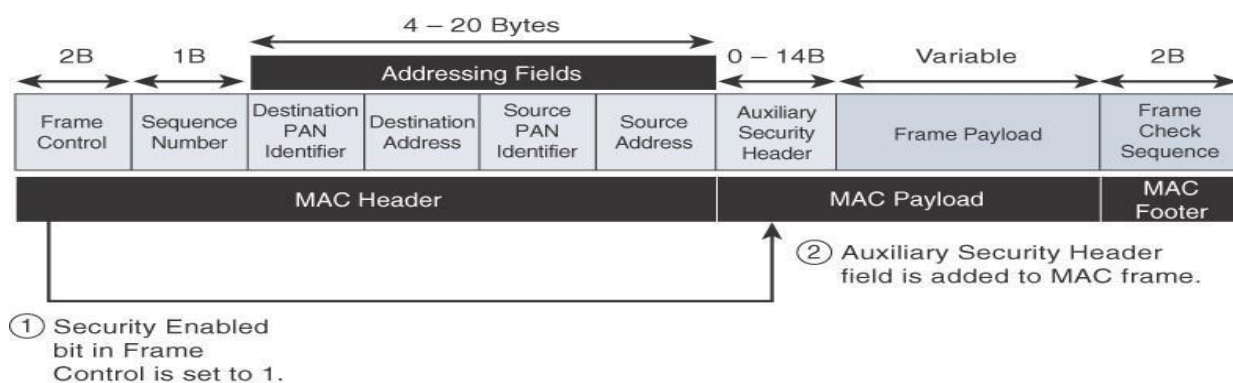 4 – 20 Bytes
2B
1B
Addressing Fields
0 – 14B
Variable
2B
Frame
Control
Sequence
Number
Destination
PAN
Identifier
Destination
Address
Source
PAN
Identifier
Source
Address
Auxiliary
Security
Header
Frame Payload
Frame
Check
Sequence
MAC Header
MAC Payload
MAC
Footer
2 Auxiliary Security Header
field is added to MAC frame.
1 Security Enabled
bit in Frame
Control is set to 1.